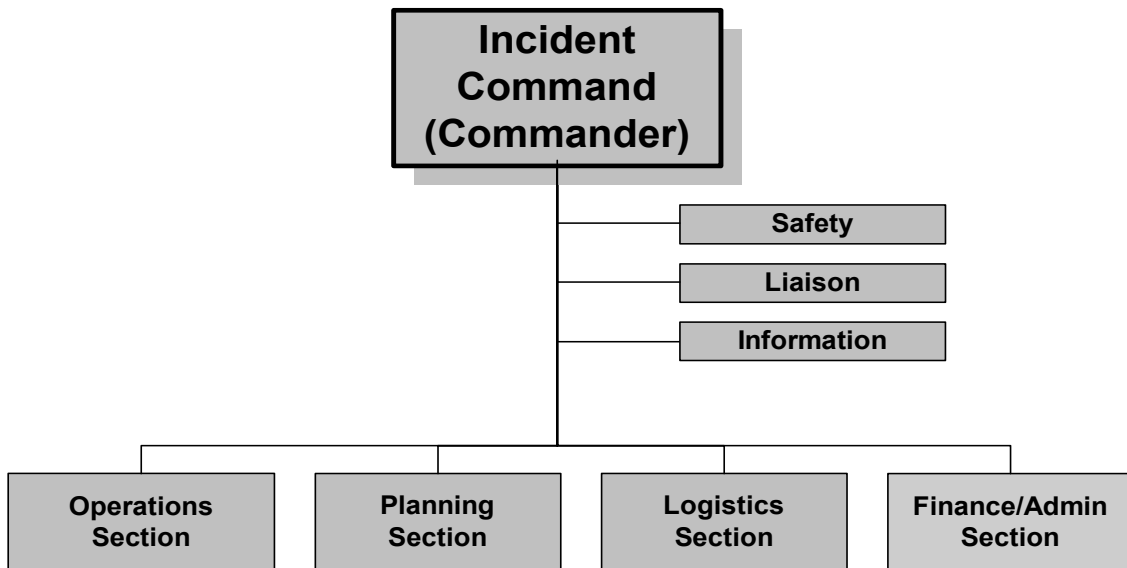 Incident
Command
(Commander)
Safety
Liaison
Information
Operations
Section
Planning
Section
Logistics
Section
Finance/Admin
Section